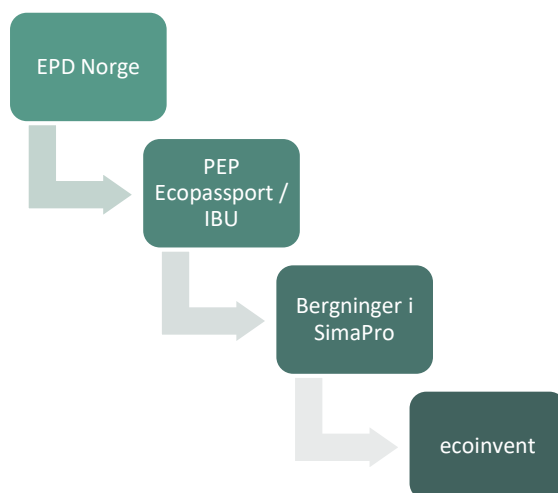 EPD Norge
PEP
Ecopassport /
IBU
Bergninger i
SimaPro
ecoinvent